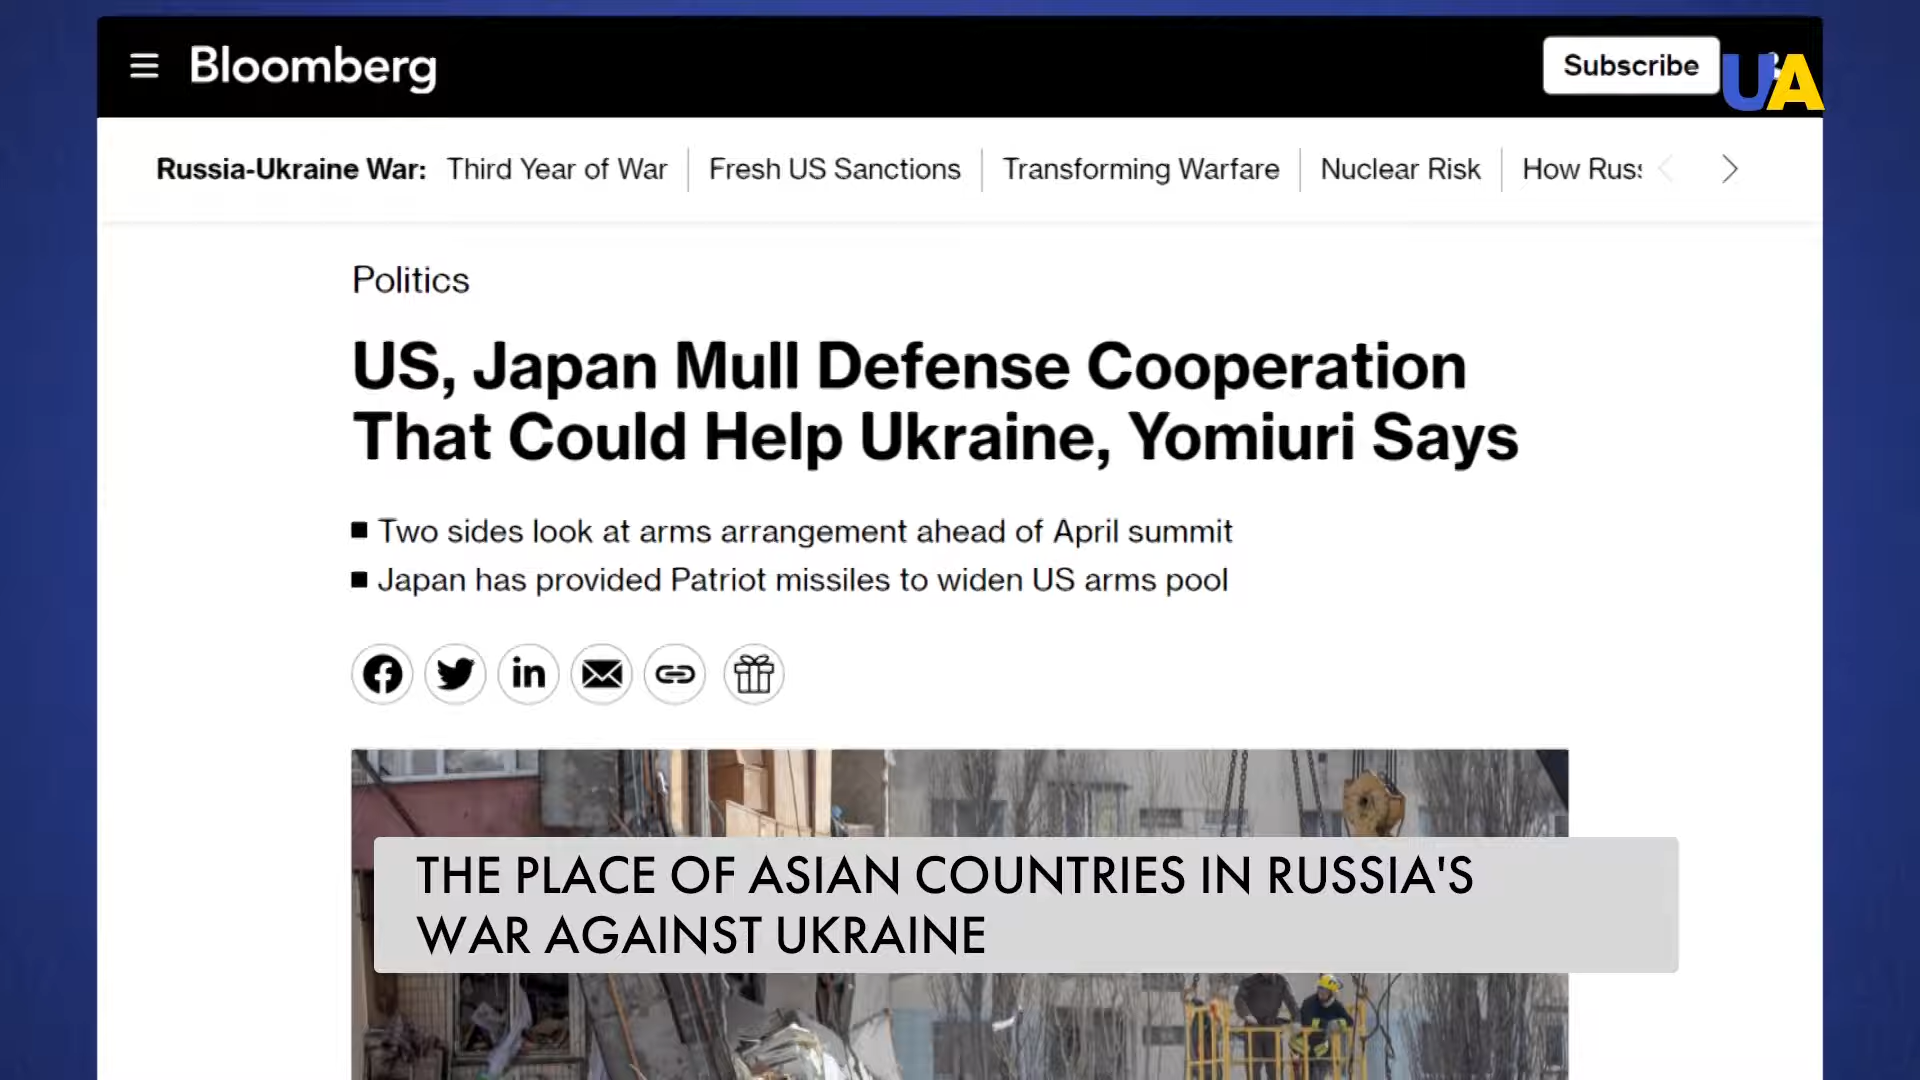 Bloomberg
Subscribe
UA
Russia-Ukraine War: Third Year of War Fresh US Sanctions Transforming Warfare Nuclear Risk How
Politics
US, Japan Mull Defense Cooperation
That Could Help Ukraine, Yomiuri Says
Two sides look at arms arrangement ahead of April summit
Japan has provided Patriot missiles to widen US arms pool
in
THE PLACE OF ASIAN COUNTRIES IN RUSSIA'S
WAR AGAINST UKRAINE